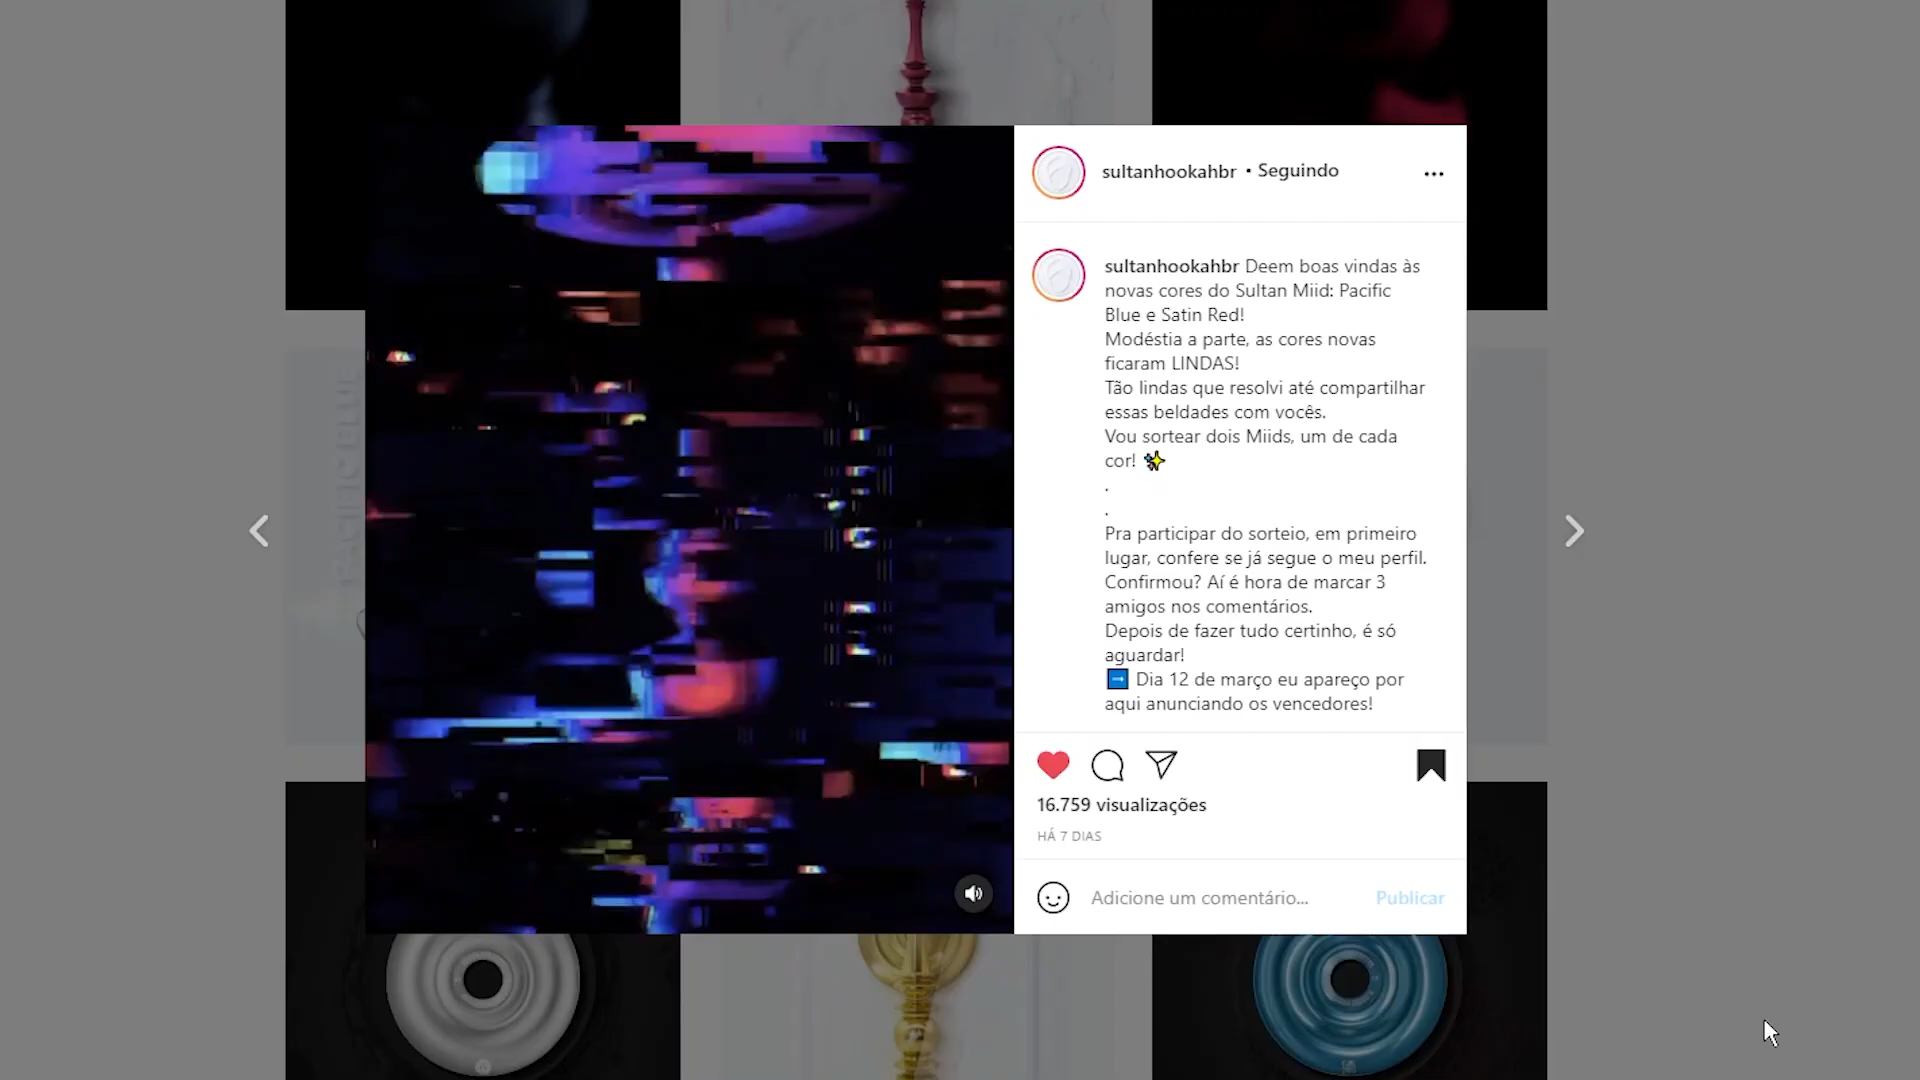 sultanhookahbr • Seguindo
sultanhookahbr Deem boas vindas às
novas cores do Sultan Miid: Pacific
Blue e Satin Red!
Modéstia a parte, as cores novas
ficaram LINDAS!
Tão lindas que resolvi até compartilhar
essas beldades com vocês.
Vou sortear dois Miids, um de cada
cor! ✨
.
.
Pra participar do sorteio, em primeiro
lugar, confere se já segue o meu perfil.
Confirmou? Aí é hora de marcar 3
amigos nos comentários.
Depois de fazer tudo certinho, é só
aguardar!
➡ Dia 12 de março eu apareço por
aqui anunciando os vencedores!
16.759 visualizações
HÁ 7 DIAS
Adicione um comentário... Publicar
PACIFIC BLUE